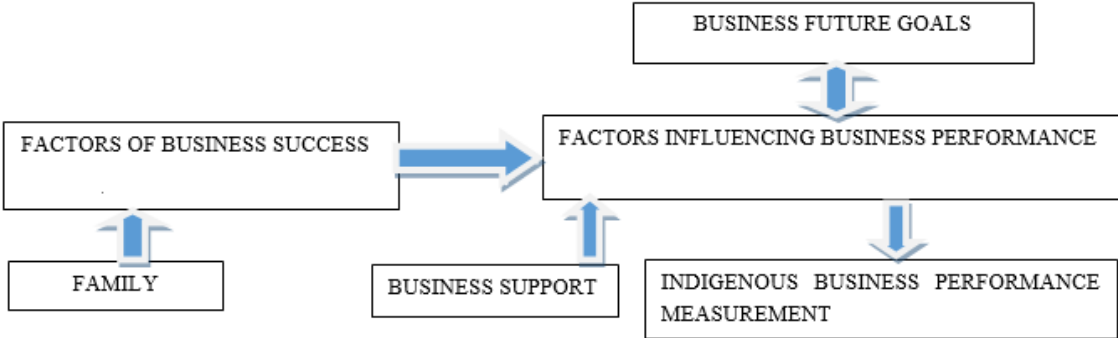 BUSINESS FUTURE GOALS
FACTORS OF BUSINESS SUCCESS
FACTORS INFLUENCING BUSINESS PERFORMANCE
FAMILY
BUSINESS SUPPORT
INDIGENOUS BUSINESS PERFORMANCE
MEASUREMENT